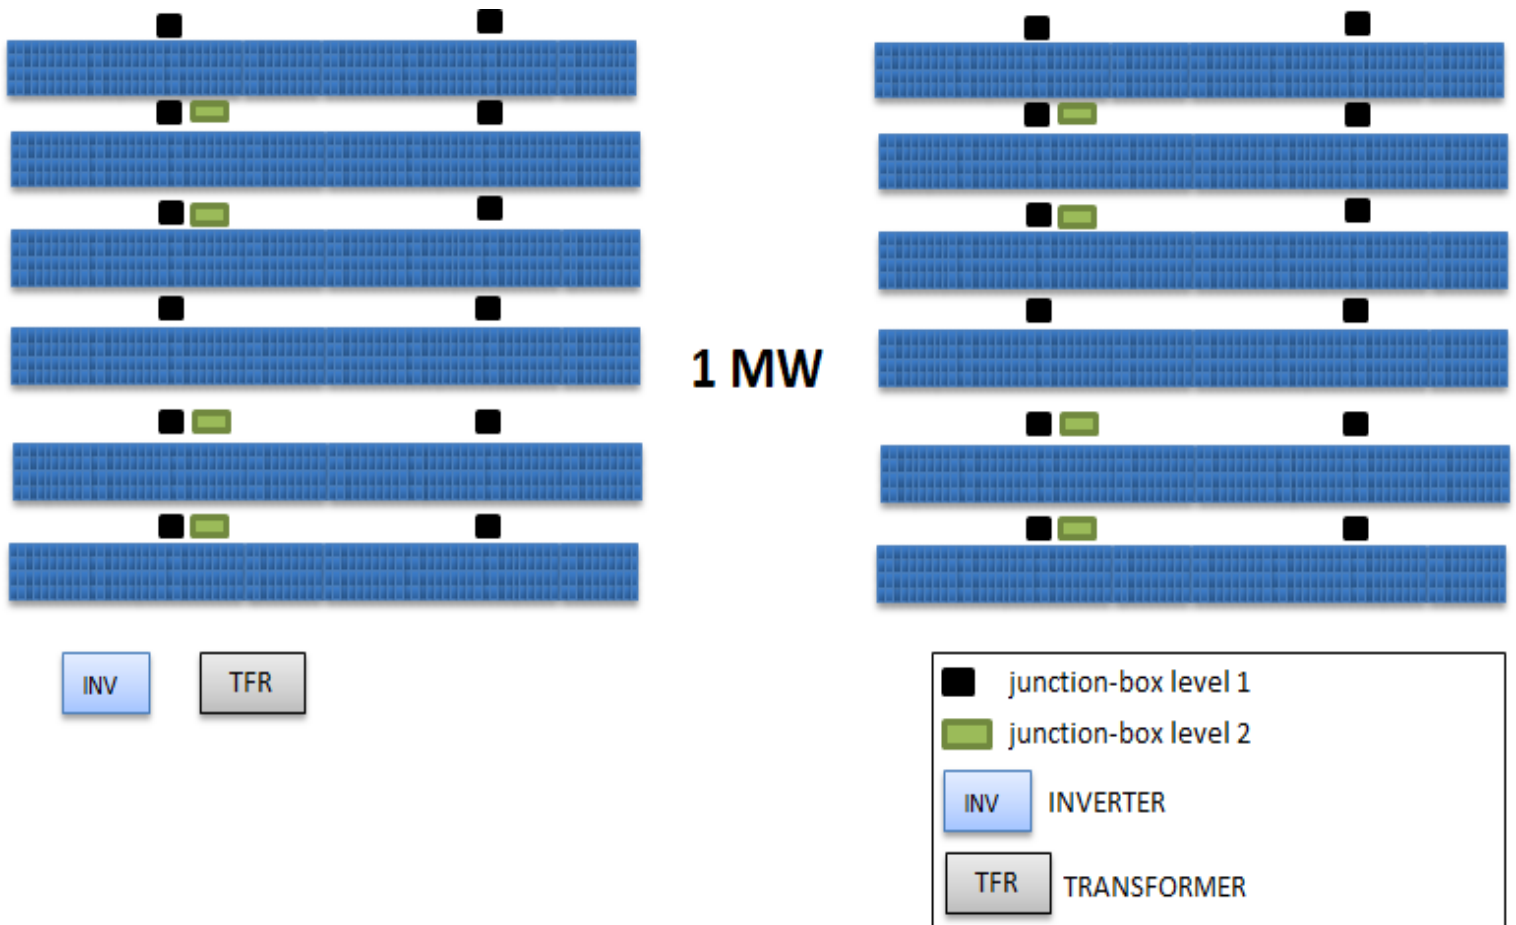 1 MW
INV
TFR
junction-box level 1
junction-box level 2
INV INVERTER
TFR TRANSFORMER